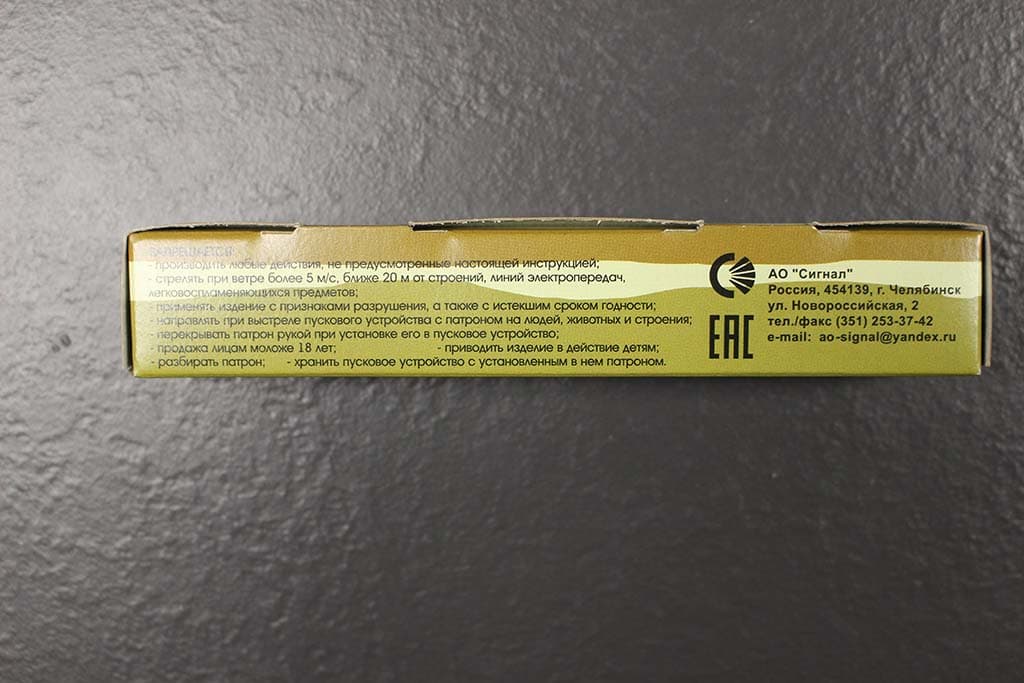 ЗАПРЕЩАЕТСЯ:
- производить любые действия, не предусмотренные настоящей инструкцией;
- стрелять при ветре более 5 м/с, ближе 20 м от строений, линий электропередач,
легковоспламеняющихся предметов;
- применять издение с признаками разрушения, а также с истекшим сроком годности;
- направлять при выстреле пускового устройства с патроном на людей, животных и строения;
- перекрывать патрон рукой при установке его в пусковое устройство;
- продажа лицам моложе 18 лет; - приводить изделие в действие детям;
- разбирать патрон; - хранить пусковое устройство с установленным в нем патроном.
ЕАС
АО "Сигнал"
Россия, 454139, г. Челябинск
ул. Новороссийская, 2
тел./факс (351) 253-37-42
e-mail: ao-signal@yandex.ru